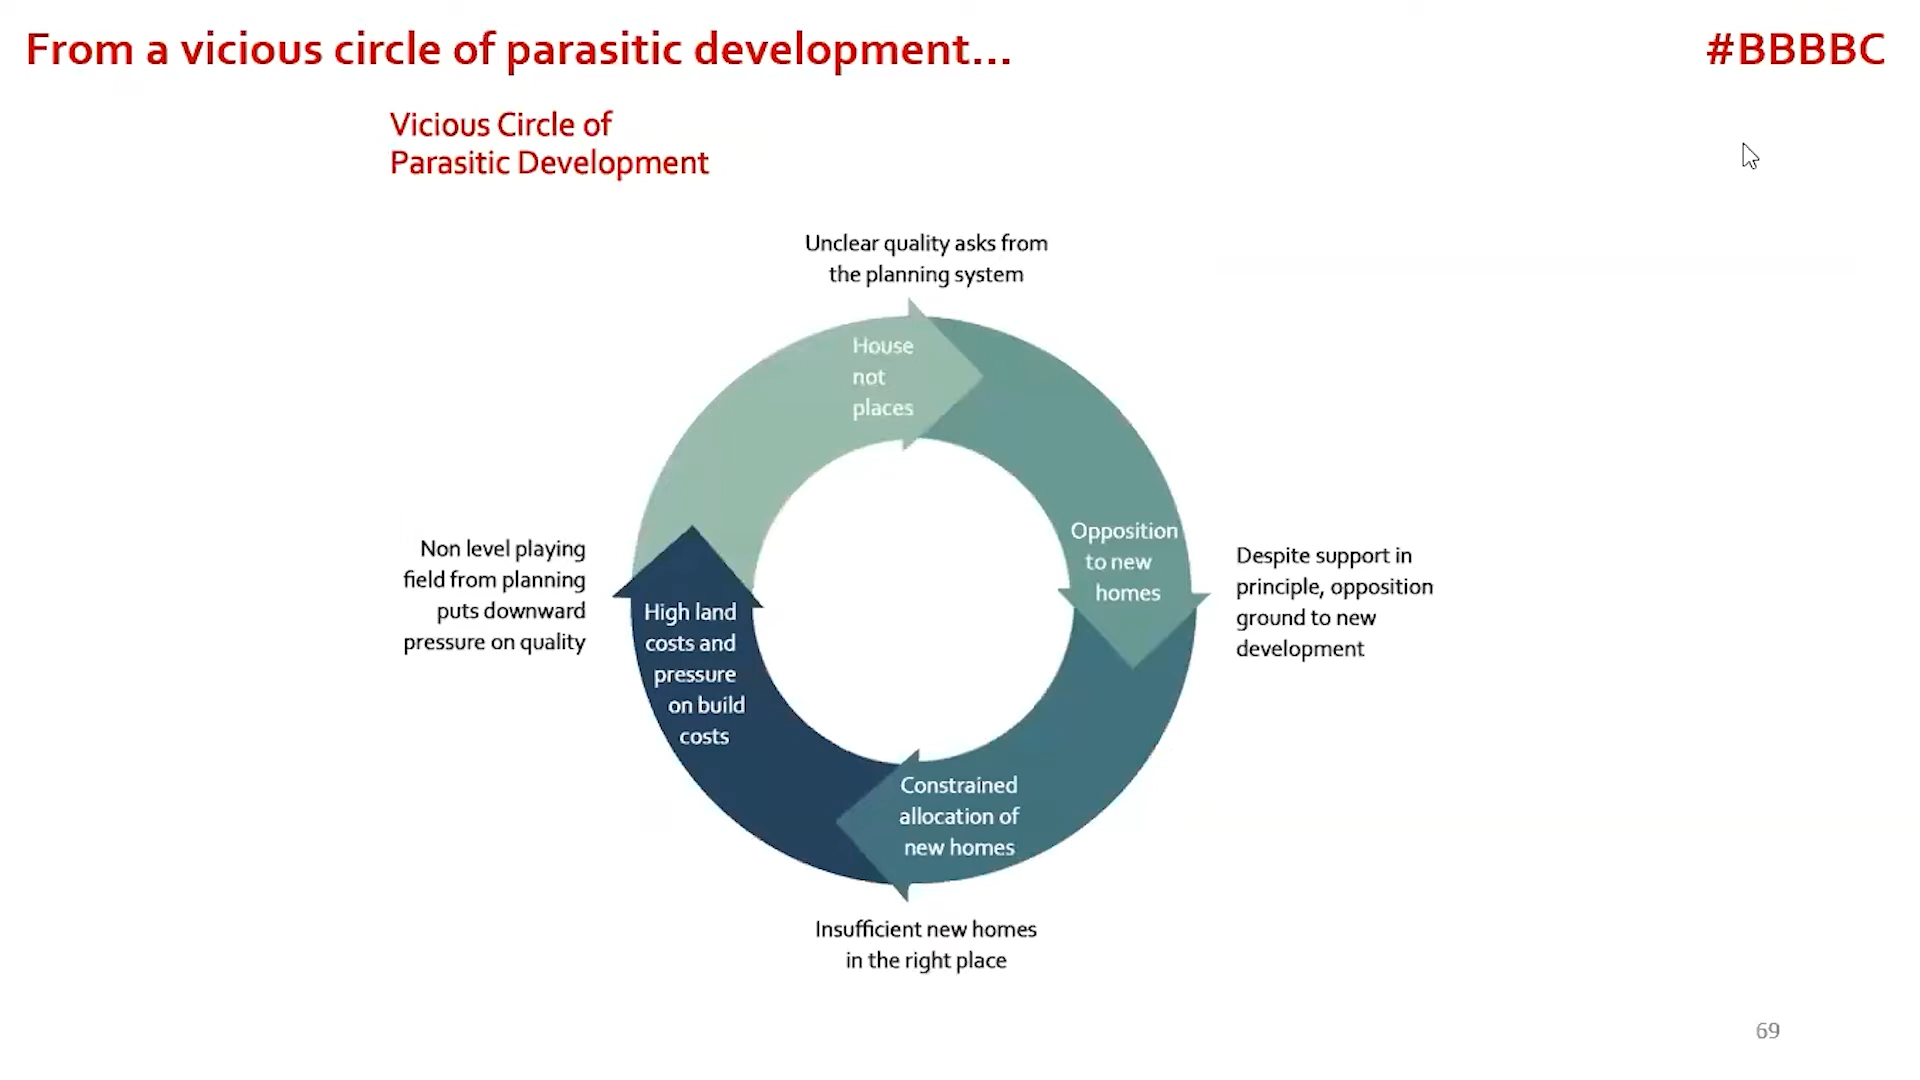 From a vicious circle of parasitic development...
#BBBBC
Vicious Circle of
Parasitic Development
Unclear quality asks from
the planning system
House
not
places
Opposition
to new
homes
Despite support in
principle, opposition
ground to new
development
Constrained
allocation of
new homes
Insufficient new homes
in the right place
High land
costs and
pressure
on build
costs
Non level playing
field from planning
puts downward
pressure on quality
69